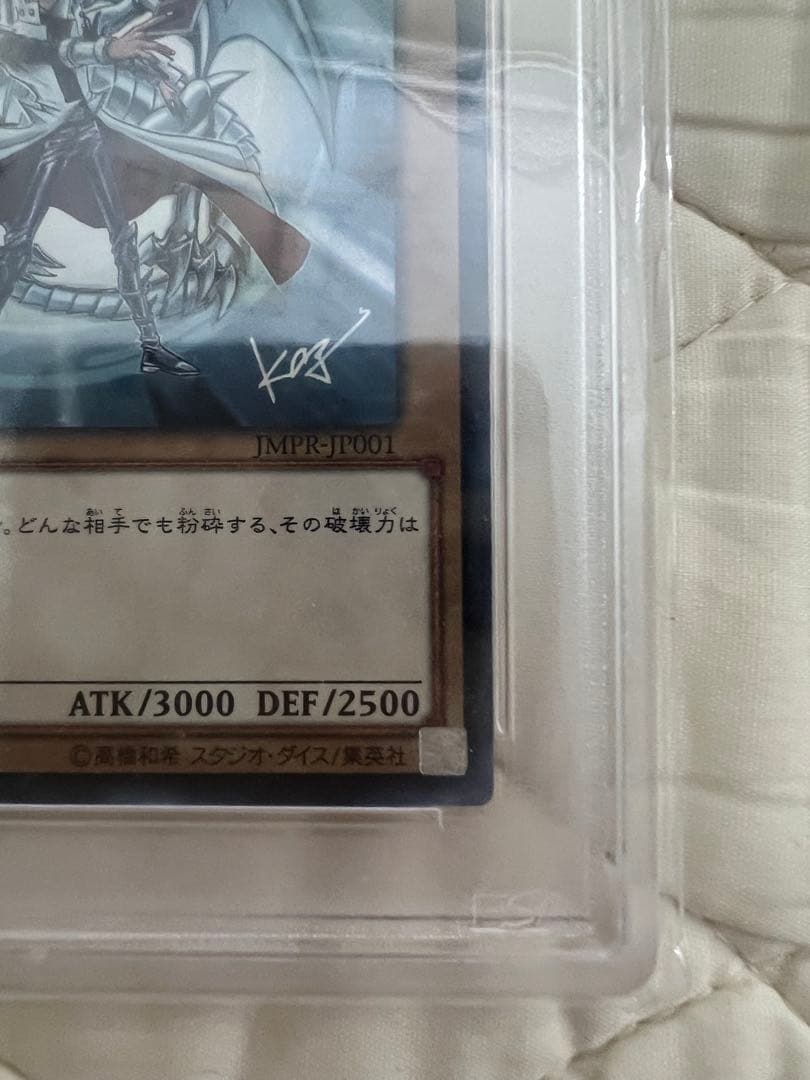 Kaz
JMPR-JP001
。どんな相手でも粉砕する、その破壊力は
ATK/3000 DEF/2500
©高橋和希 スタジオ・ダイス/集英社